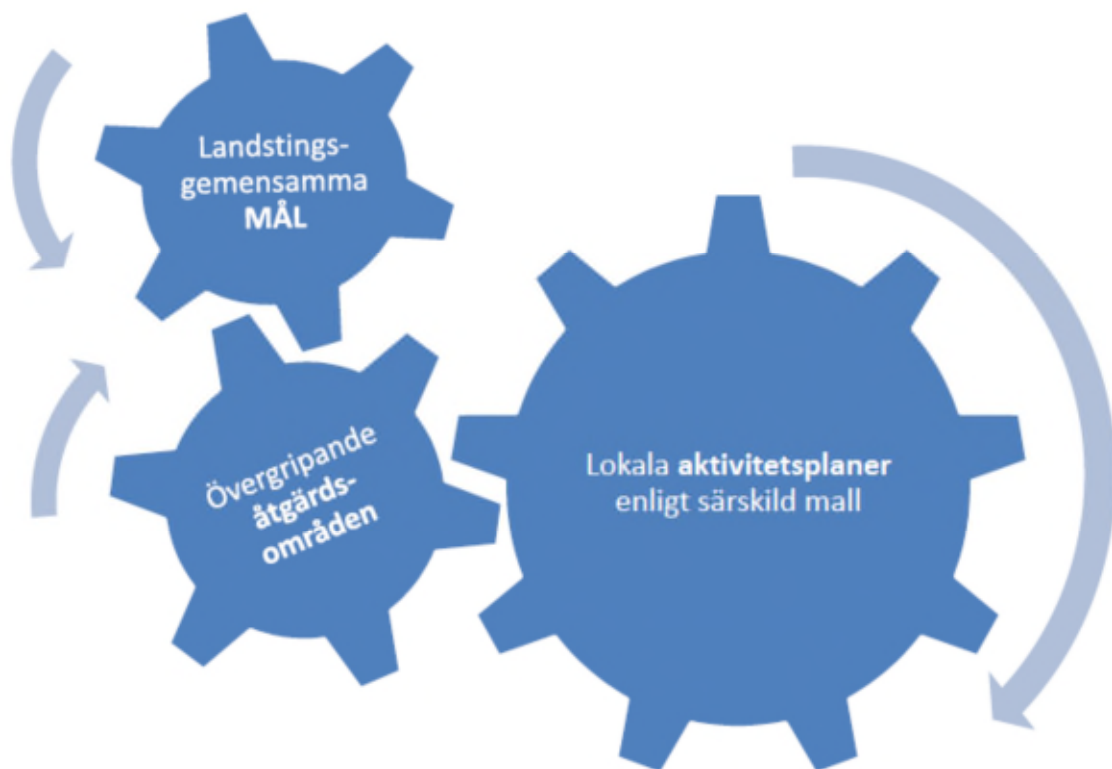 Landstings-
gemensamma
MÅL
Övergripande
åtgärds-
områden
Lokala aktivitetsplaner
enligt särskild mall